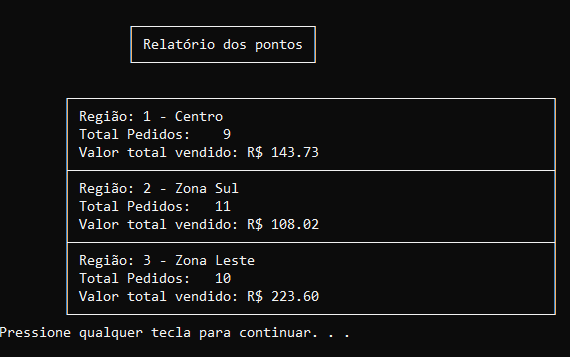 Relatório dos pontos
Região: 1 - Centro
Total Pedidos:    9
Valor total vendido: R$ 143.73
Região: 2 - Zona Sul
Total Pedidos:   11
Valor total vendido: R$ 108.02
Região: 3 - Zona Leste
Total Pedidos:   10
Valor total vendido: R$ 223.60
Pressione qualquer tecla para continuar. . .